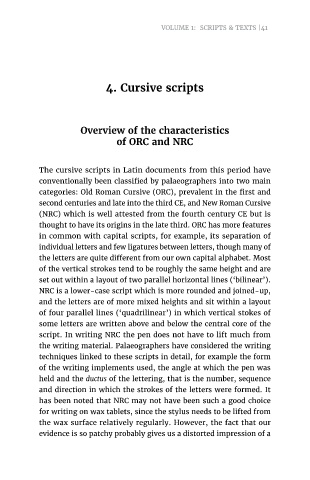 VOLUME 1: SCRIPTS & TEXTS |41
4. Cursive scripts
Overview of the characteristics
of ORC and NRC
The cursive scripts in Latin documents from this period have
conventionally been classified by palaeographers into two main
categories: Old Roman Cursive (ORC), prevalent in the first and
second centuries and late into the third CE, and New Roman Cursive
(NRC) which is well attested from the fourth century CE but is
thought to have its origins in the late third. ORC has more features
in common with capital scripts, for example, its separation of
individual letters and few ligatures between letters, though many of
the letters are quite different from our own capital alphabet. Most
of the vertical strokes tend to be roughly the same height and are
set out within a layout of two parallel horizontal lines (‘bilinear’).
NRC is a lower-case script which is more rounded and joined-up,
and the letters are of more mixed heights and sit within a layout
of four parallel lines (‘quadrilinear’) in which vertical stokes of
some letters are written above and below the central core of the
script. In writing NRC the pen does not have to lift much from
the writing material. Palaeographers have considered the writing
techniques linked to these scripts in detail, for example the form
of the writing implements used, the angle at which the pen was
held and the ductus of the lettering, that is the number, sequence
and direction in which the strokes of the letters were formed. It
has been noted that NRC may not have been such a good choice
for writing on wax tablets, since the stylus needs to be lifted from
the wax surface relatively regularly. However, the fact that our
evidence is so patchy probably gives us a distorted impression of a